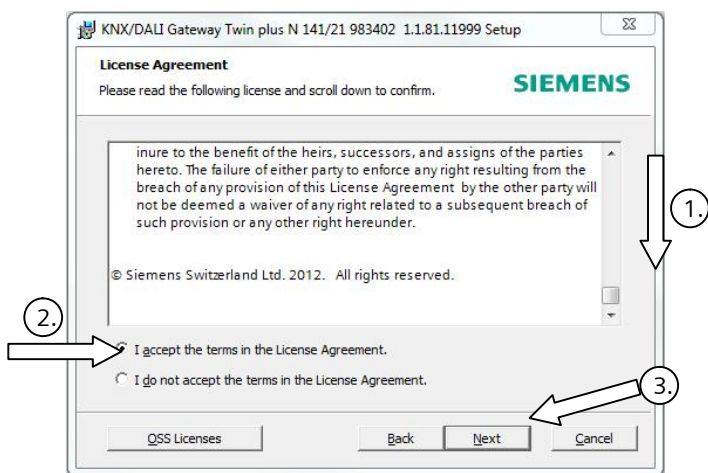 KNX/DALI Gateway Twin plus N 141/21 983402 1.1.81.11999 Setup
License Agreement
Please read the following license and scroll down to confirm.
SIEMENS
inure to the benefit of the heirs, successors, and assigns of the parties
hereto. The failure of either party to enforce any right resulting from the
breach of any provision of this License Agreement by the other party will
not be deemed a waiver of any right related to a subsequent breach of
such provision or any other right hereunder.
© Siemens Switzerland Ltd. 2012. All rights reserved.
1.
2.
I accept the terms in the License Agreement.
I do not accept the terms in the License Agreement.
3.
OSS Licenses
Back
Next
Cancel